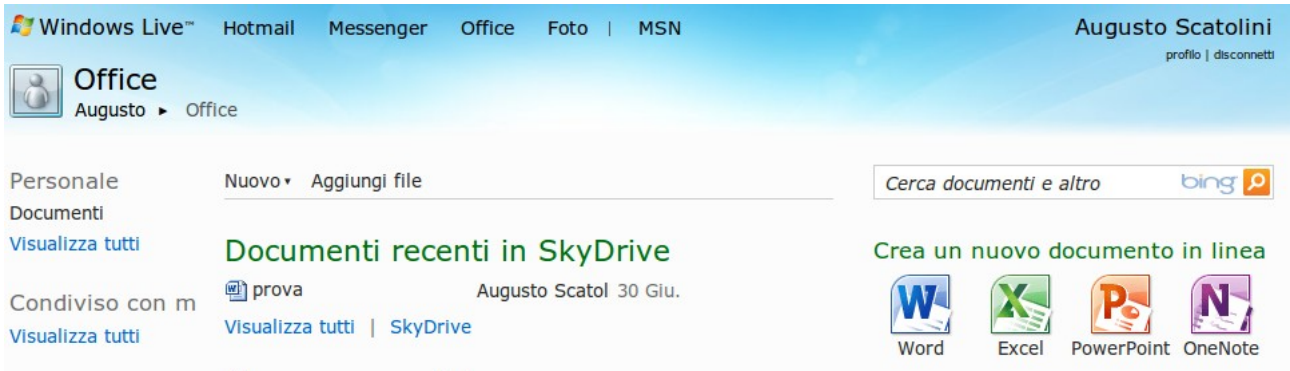 Windows Live™ Hotmail Messenger Office Foto | MSN Augusto Scatolini
profilo | disconnetti
Office
Augusto ▸ Office
Personale
Documenti
Visualizza tutti
Condiviso con m
Visualizza tutti
Nuovo ▾ Aggiungi file
Documenti recenti in SkyDrive
prova Augusto Scatol 30 Giu.
Visualizza tutti | SkyDrive
Cerca documenti e altro bing
Crea un nuovo documento in linea
Word Excel PowerPoint OneNote